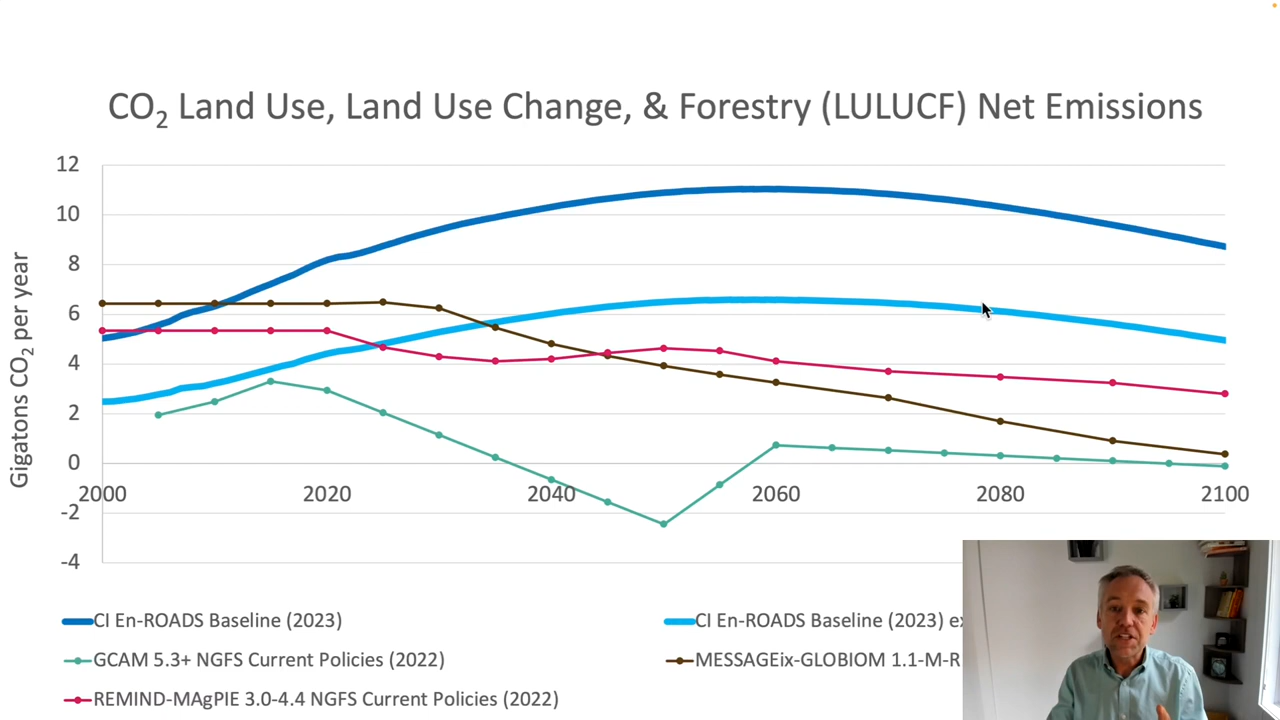 CO₂ Land Use, Land Use Change, & Forestry (LULUCF) Net Emissions
Gigatons CO₂ per year
12
10
8
6
4
2
0
-2
-4
2000 2020 2040 2060 2080 2100
CI En-ROADS Baseline (2023)
CI En-ROADS Baseline (2023)
GCAM 5.3+ NGFS Current Policies (2022)
MESSAGEix-GLOBIOM 1.1-M-R
REMIND-MAgPIE 3.0-4.4 NGFS Current Policies (2022)